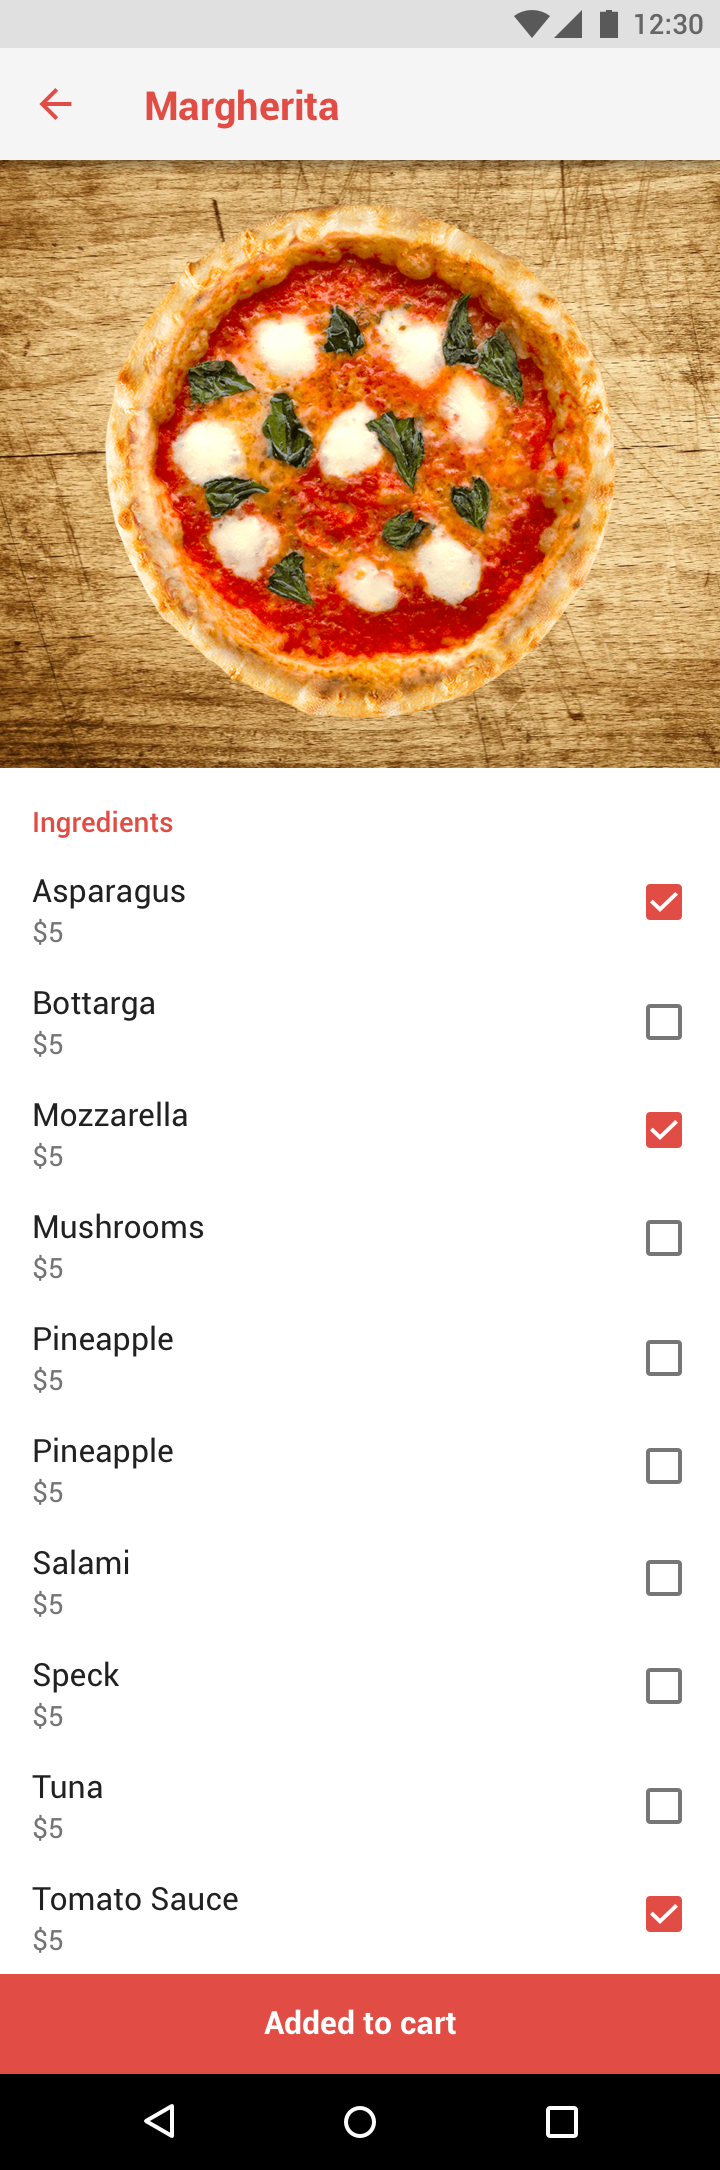 12:30
Margherita
Ingredients
Asparagus
$5
Bottarga
$5
Mozzarella
$5
Mushrooms
$5
Pineapple
$5
Pineapple
$5
Salami
$5
Speck
$5
Tuna
$5
Tomato Sauce
$5
Added to cart